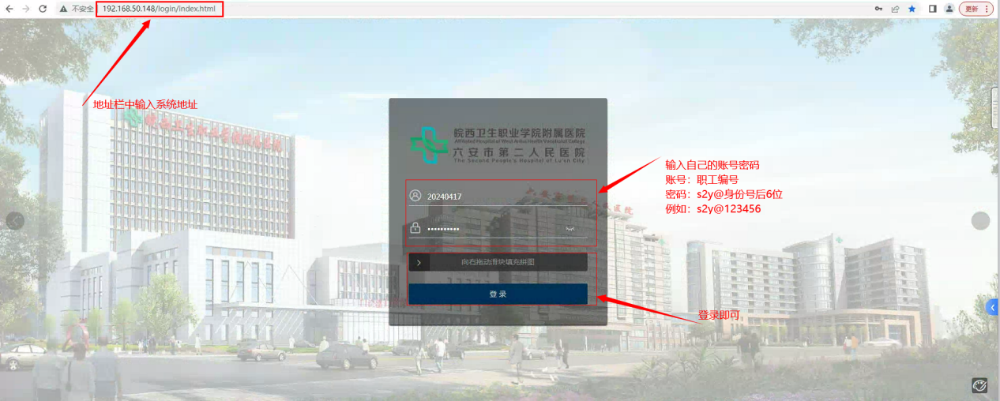 不安全 192.168.50.148/login/index.html
更新
地址栏中输入系统地址
皖西卫生职业学院附属医院
Affiliated Hospital of West Anhui Health Vocational College
六安市第二人民医院
The Second People's Hospital of Lu'an City
20240417
••••••••••
向右拖动滑块填充拼图
登录
输入自己的账号密码
账号：职工编号
密码：s2y@身份号后6位
例如：s2y@123456
登录即可